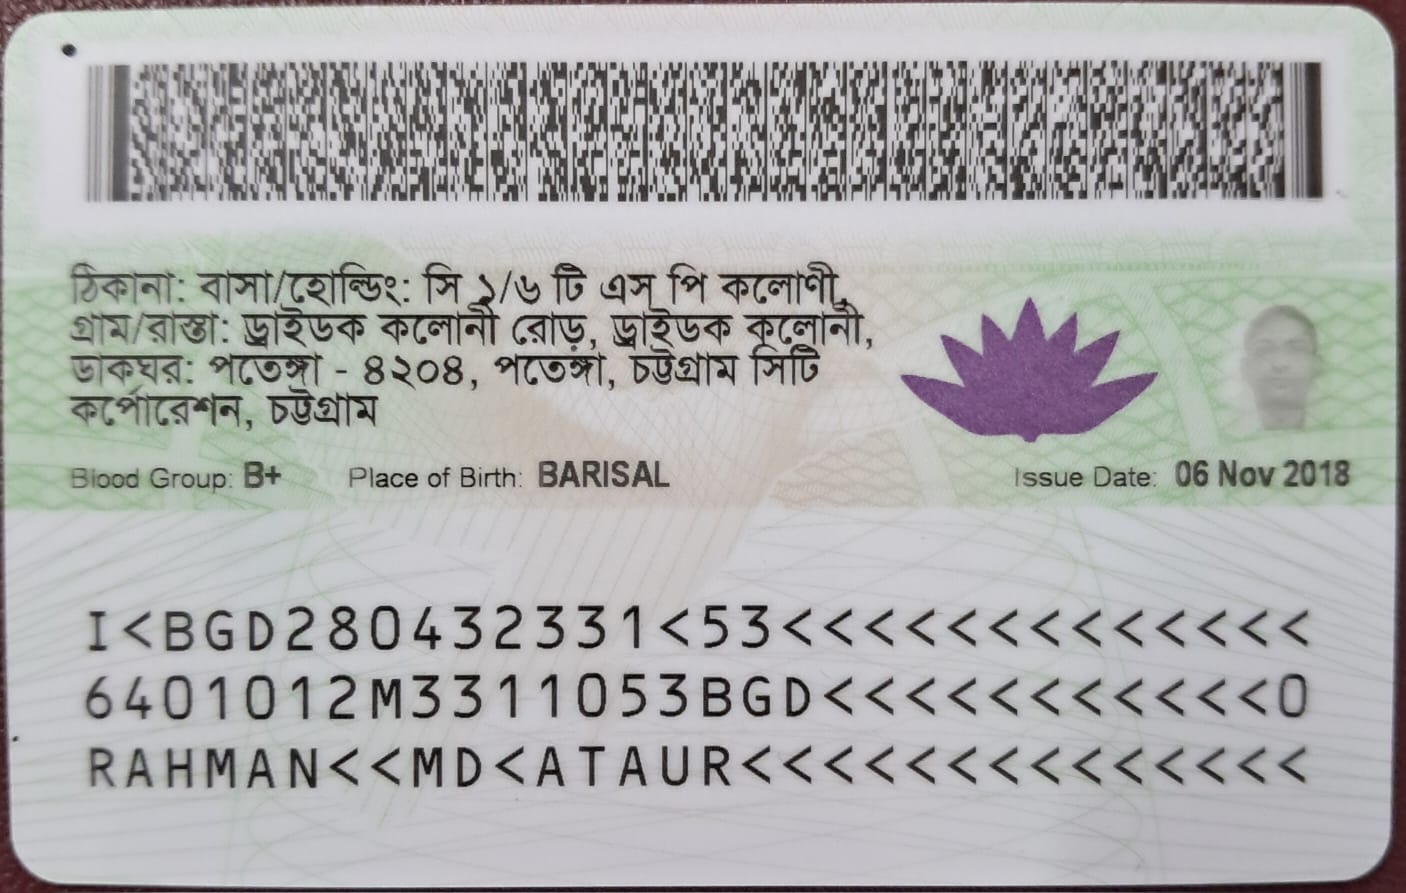 ঠিকানা: বাসা/হোল্ডিং: সি ১/৬ টি এস পি কলোণী,
গ্রাম/রাস্তা: ড্রাইডক কলোনী রোড, ড্রাইডক কলোনী,
ডাকঘর: পতেঙ্গা - ৪২০৪, পতেঙ্গা, চট্টগ্রাম সিটি
কর্পোরেশন, চট্টগ্রাম
Blood Group: B+ Place of Birth: BARISAL Issue Date: 06 Nov 2018
I<BGD280432331<53<<<<<<<<<<<<<
6401012M3311053BGD<<<<<<<<<<<0
RAHMAN<<MD<ATAUR<<<<<<<<<<<<<<